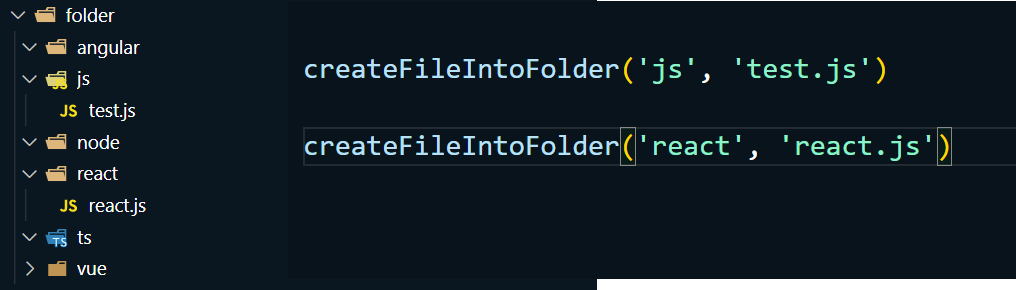 folder
angular
js
JS test.js
node
react
JS react.js
TS ts
vue
createFileIntoFolder('js', 'test.js')
createFileIntoFolder('react', 'react.js')